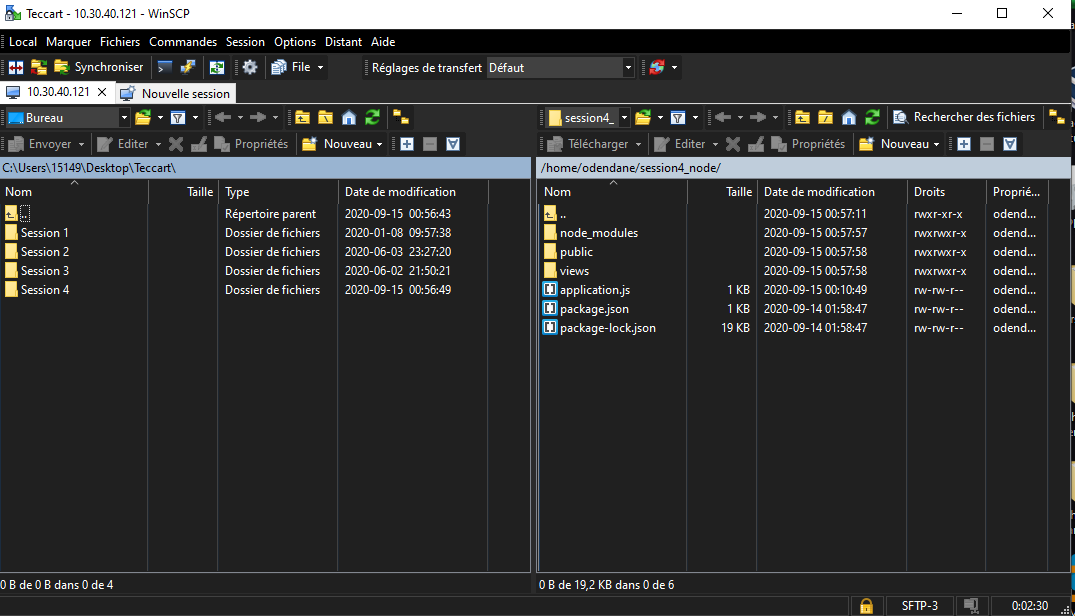 Teccart - 10.30.40.121 - WinSCP
Local Marquer Fichiers Commandes Session Options Distant Aide
Synchroniser File Réglages de transfert Défaut
10.30.40.121 Nouvelle session
Bureau session4_ Rechercher des fichiers
Envoyer Editer Propriétés Nouveau Télécharger Editer Propriétés Nouveau
C:\Users\15149\Desktop\Teccart\ /home/odendane/session4_node/
Nom Taille Type Date de modification Nom Taille Date de modification Droits Proprié...
.. Répertoire parent 2020-09-15 00:56:43 .. 2020-09-15 00:57:11 rwxr-xr-x odend...
Session 1 Dossier de fichiers 2020-01-08 09:57:38 node_modules 2020-09-15 00:57:57 rwxrwxr-x odend...
Session 2 Dossier de fichiers 2020-06-03 23:27:20 public 2020-09-15 00:57:58 rwxrwxr-x odend...
Session 3 Dossier de fichiers 2020-06-02 21:50:21 views 2020-09-15 00:57:58 rwxrwxr-x odend...
Session 4 Dossier de fichiers 2020-09-15 00:56:49 application.js 1 KB 2020-09-15 00:10:49 rw-rw-r-- odend...
package.json 1 KB 2020-09-14 01:58:47 rw-rw-r-- odend...
package-lock.json 19 KB 2020-09-14 01:58:47 rw-rw-r-- odend...
0 B de 0 B dans 0 de 4 0 B de 19,2 KB dans 0 de 6
SFTP-3 0:02:30